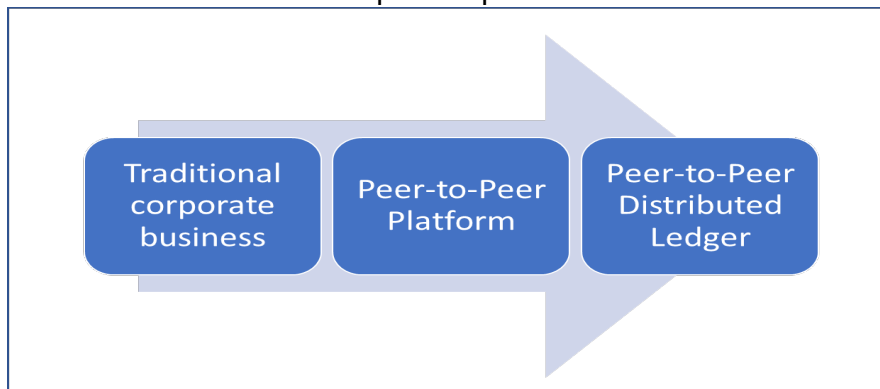 Traditional
corporate
business
Peer-to-Peer
Platform
Peer-to-Peer
Distributed
Ledger